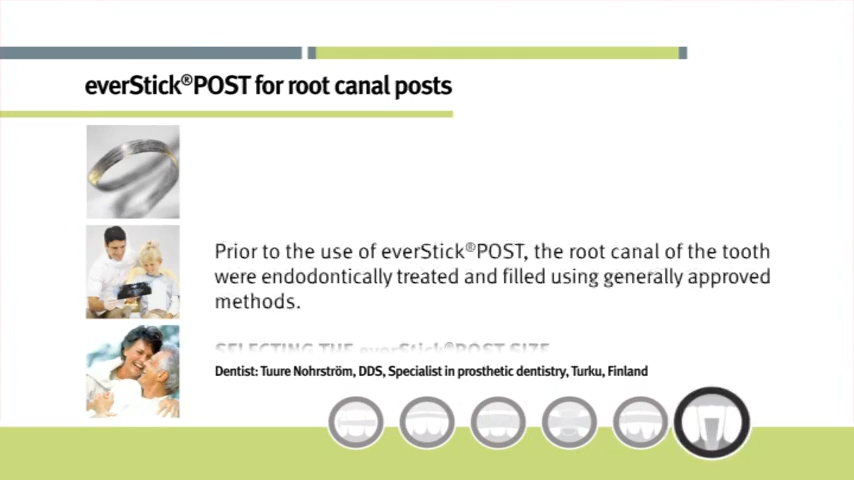 everStick®POST for root canal posts
Prior to the use of everStick®POST, the root canal of the tooth
were endodontically treated and filled using generally approved
methods.
SELECTING THE everStick®POST SIZE
Dentist: Tuure Nohrström, DDS, Specialist in prosthetic dentistry, Turku, Finland